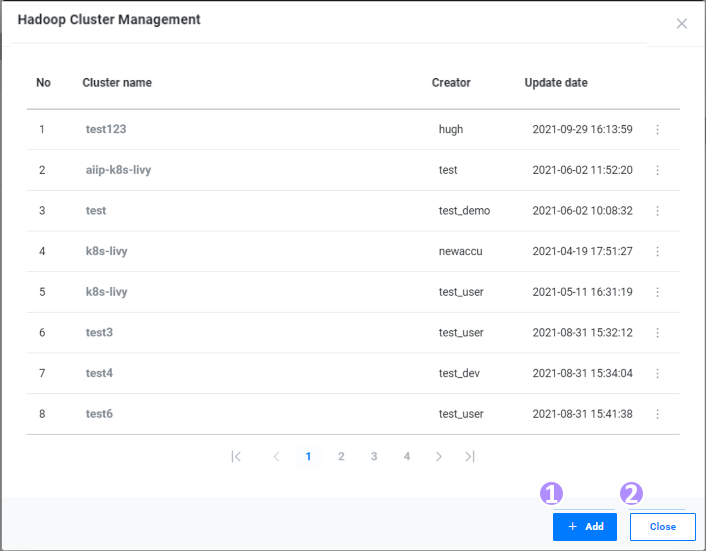 Hadoop Cluster Management
No Cluster name Creator Update date
1 test123 hugh 2021-09-29 16:13:59
2 aiip-k8s-livy test 2021-06-02 11:52:20
3 test test_demo 2021-06-02 10:08:32
4 k8s-livy newaccu 2021-04-19 17:51:27
5 k8s-livy test_user 2021-05-11 16:31:19
6 test3 test_user 2021-08-31 15:32:12
7 test4 test_dev 2021-08-31 15:34:04
8 test6 test_user 2021-08-31 15:41:38
1 2 3 4
1 2
+ Add Close